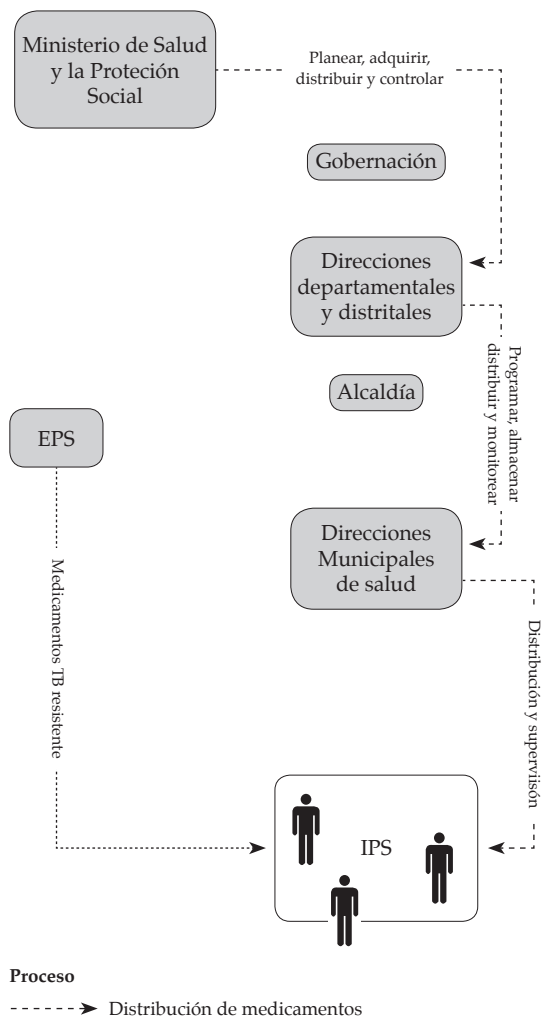 Ministerio de Salud
y la Proteción
Social
Planear, adquirir,
distribuir y controlar
Gobernación
Direcciones
departamentales
y distritales
Programar, almacenar
distribuir y monitorear
Alcaldía
EPS
Direcciones
Municipales
de salud
Medicamentos TB resistente
Distribución y superviisón
IPS
Proceso
Distribución de medicamentos